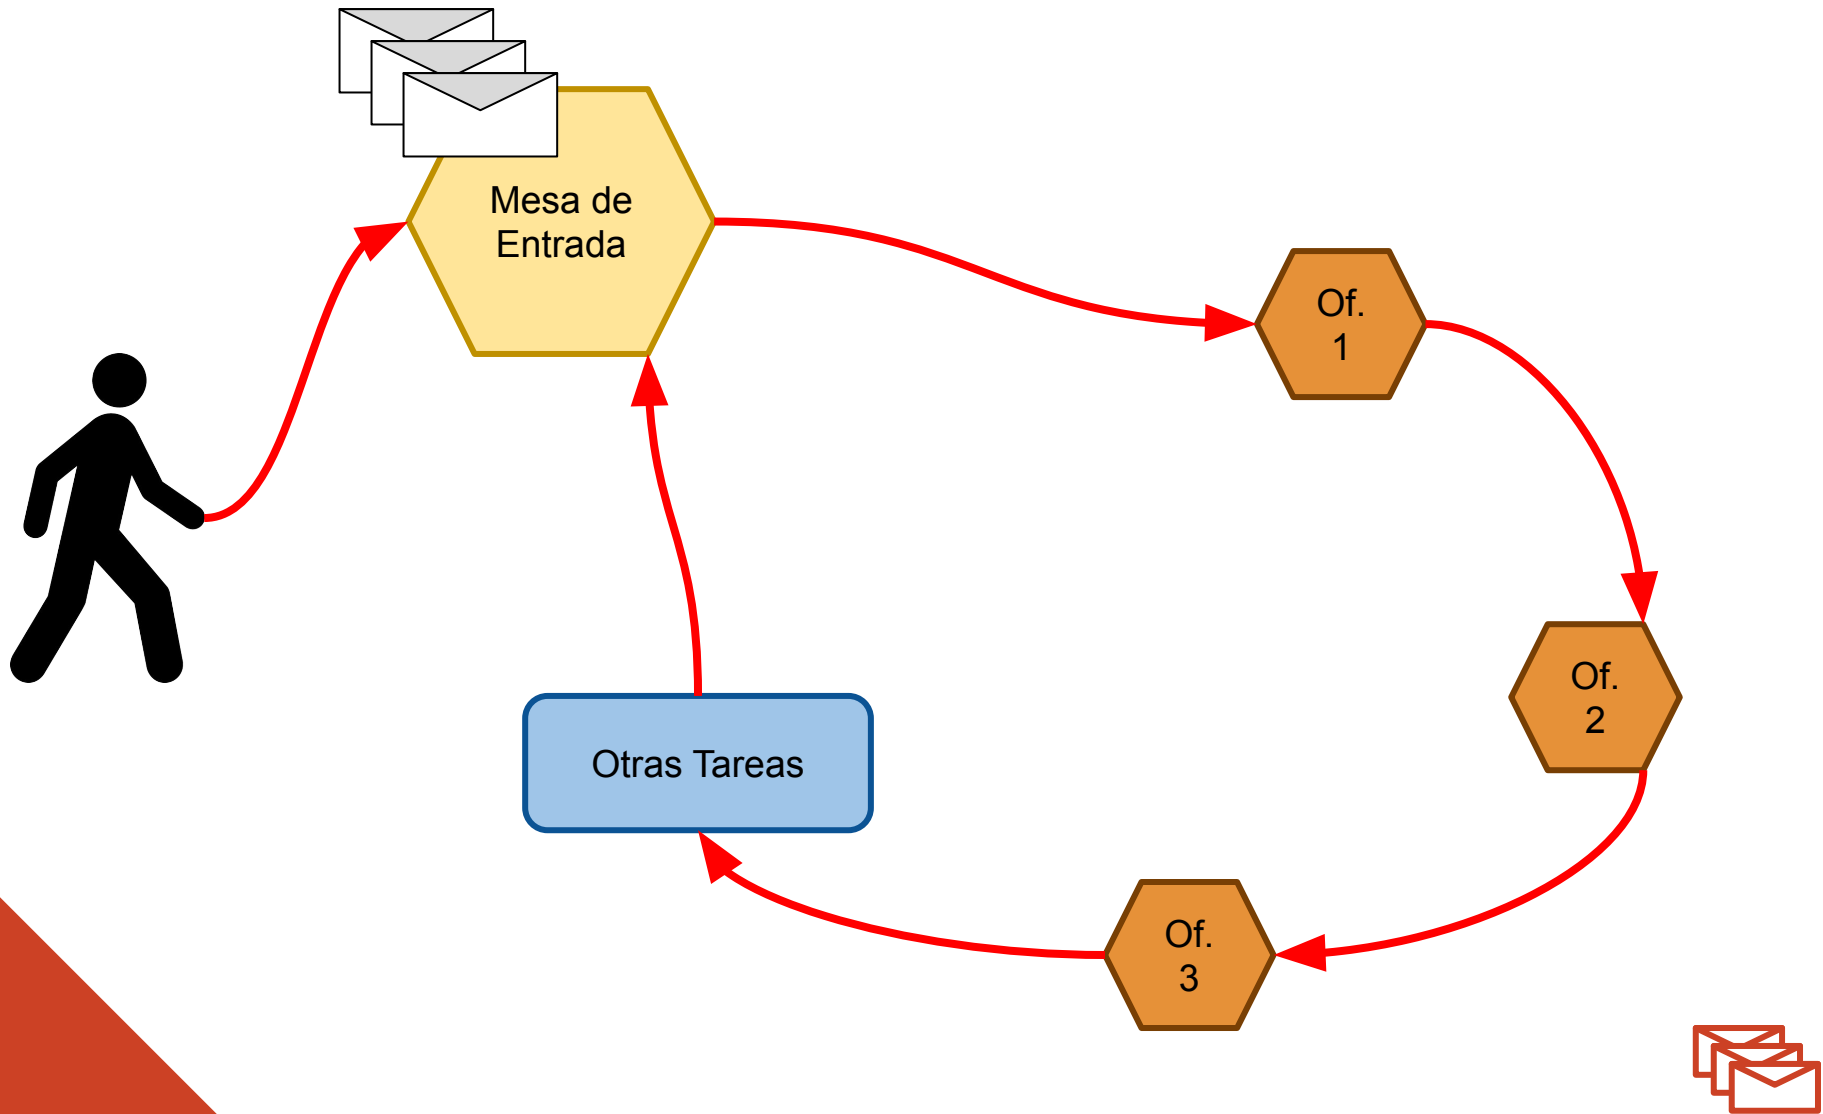 Mesa de
Entrada
Of.
1
Of.
2
Otras Tareas
Of.
3